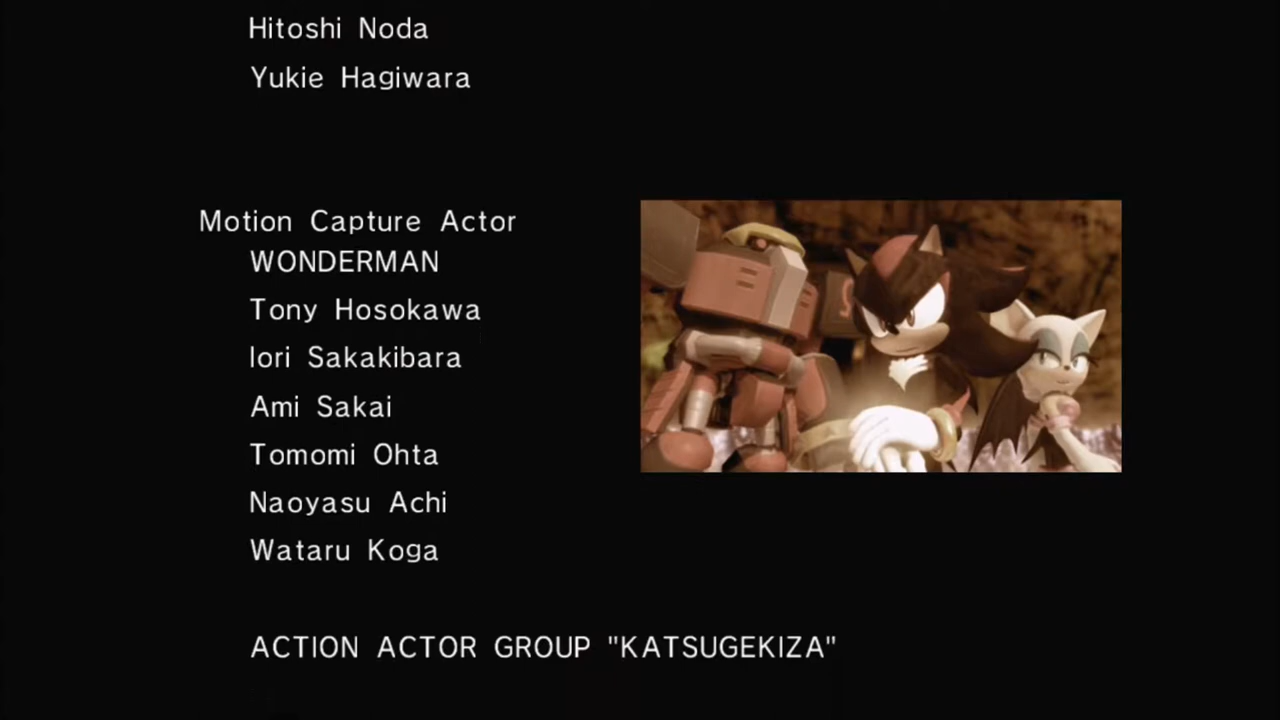 Hitoshi Noda
Yukie Hagiwara
Motion Capture Actor
WONDERMAN
Tony Hosokawa
Iori Sakakibara
Ami Sakai
Tomomi Ohta
Naoyasu Achi
Wataru Koga
ACTION ACTOR GROUP "KATSUGEKIZA"